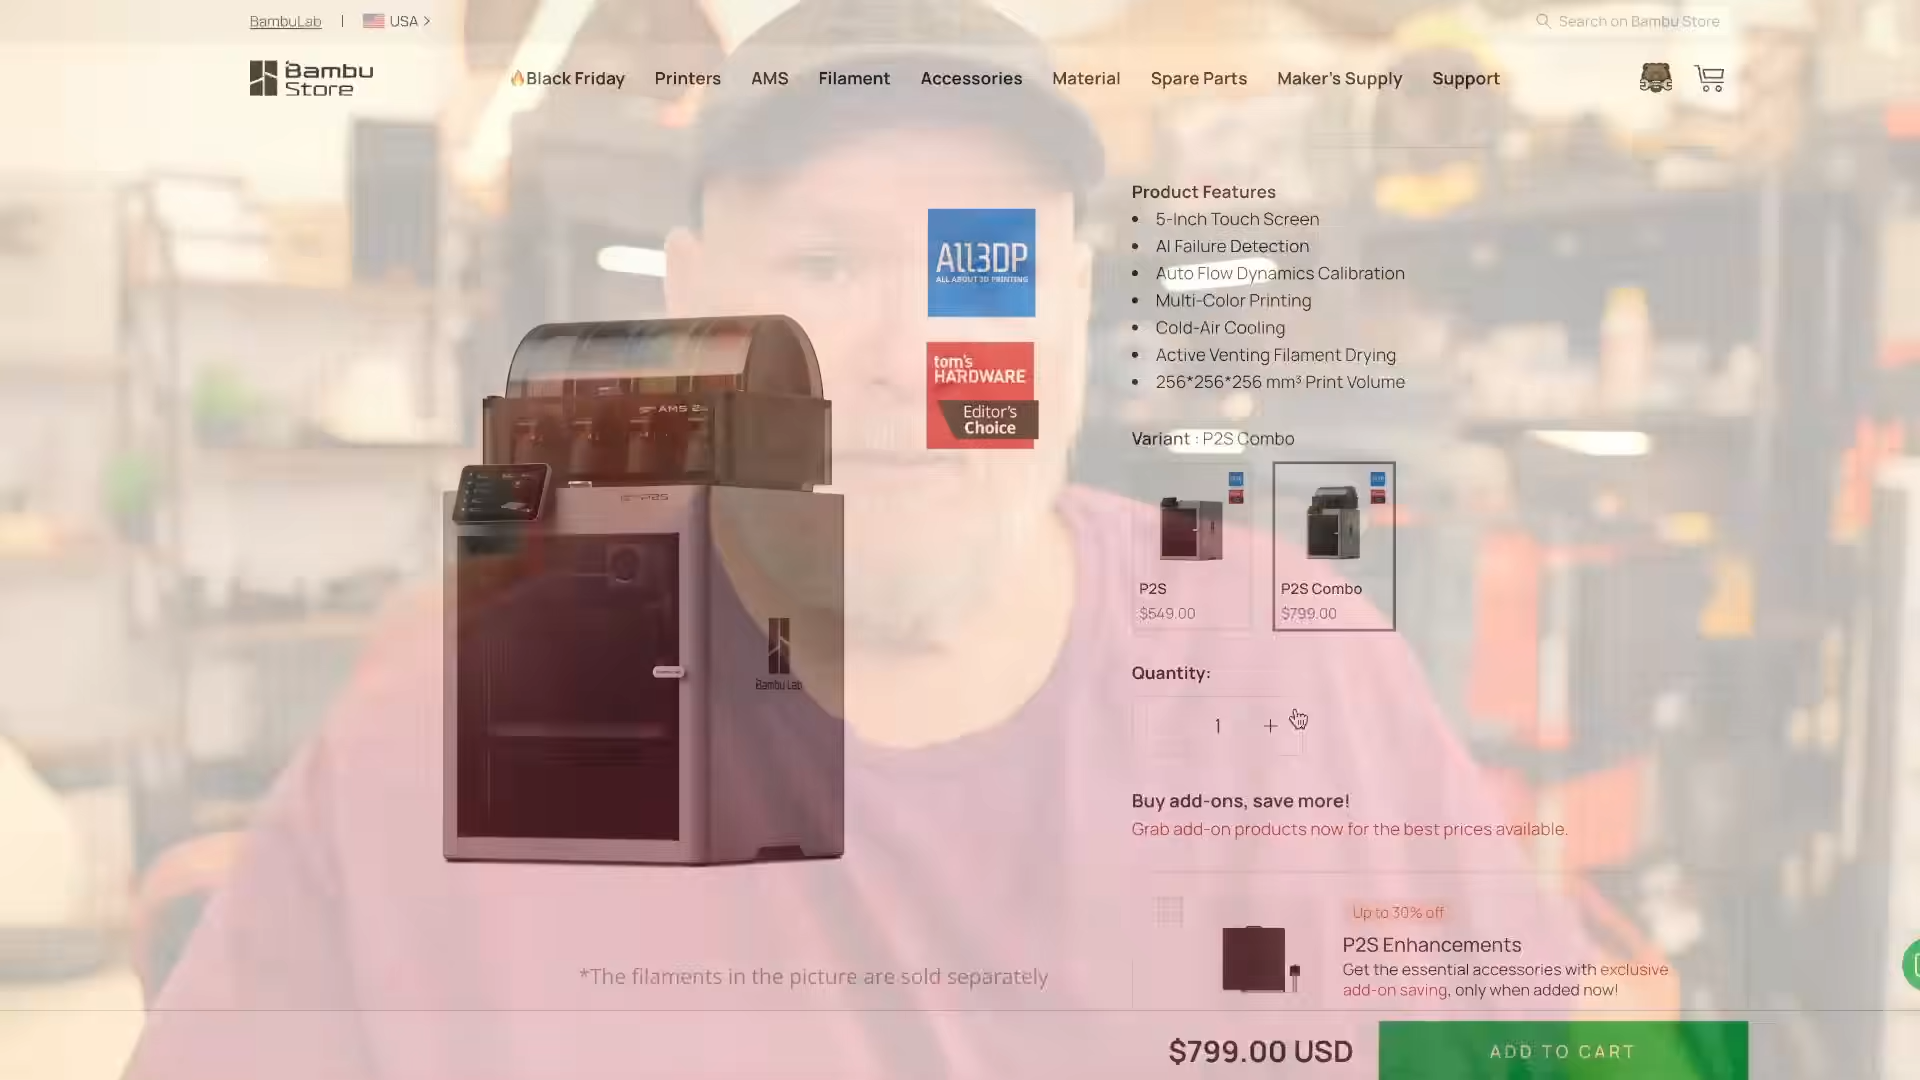 BambuLab
USA
Search on Bambu Store
Bambu
Store
Black Friday
Printers
AMS
Filament
Accessories
Material
Spare Parts
Maker's Supply
Support
All3DP
ALL ABOUT 3D PRINTING
tom's
HARDWARE
Editor's
Choice
AMS 2
P2S
Bambu Lab
*The filaments in the picture are sold separately
Product Features
5-Inch Touch Screen
AI Failure Detection
Auto Flow Dynamics Calibration
Multi-Color Printing
Cold-Air Cooling
Active Venting Filament Drying
256*256*256 mm³ Print Volume
Variant : P2S Combo
P2S
$549.00
P2S Combo
$799.00
Quantity:
1 +
Buy add-ons, save more!
Grab add-on products now for the best prices available.
Up to 30% off
P2S Enhancements
Get the essential accessories with exclusive
add-on saving, only when added now!
$799.00 USD
ADD TO CART